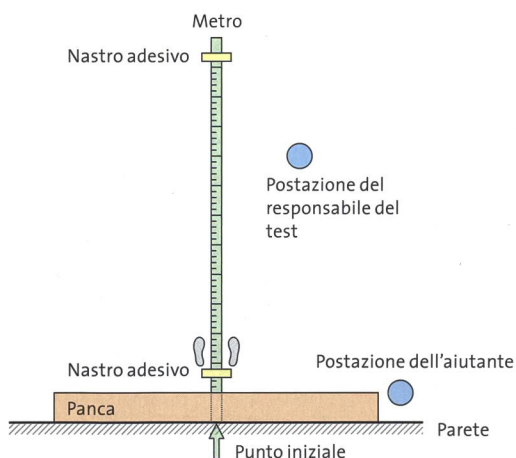 Metro
Nastro adesivo
Postazione del
responsabile del
test
Nastro adesivo
Postazione dell'aiutante
Panca
Parete
Punto iniziale